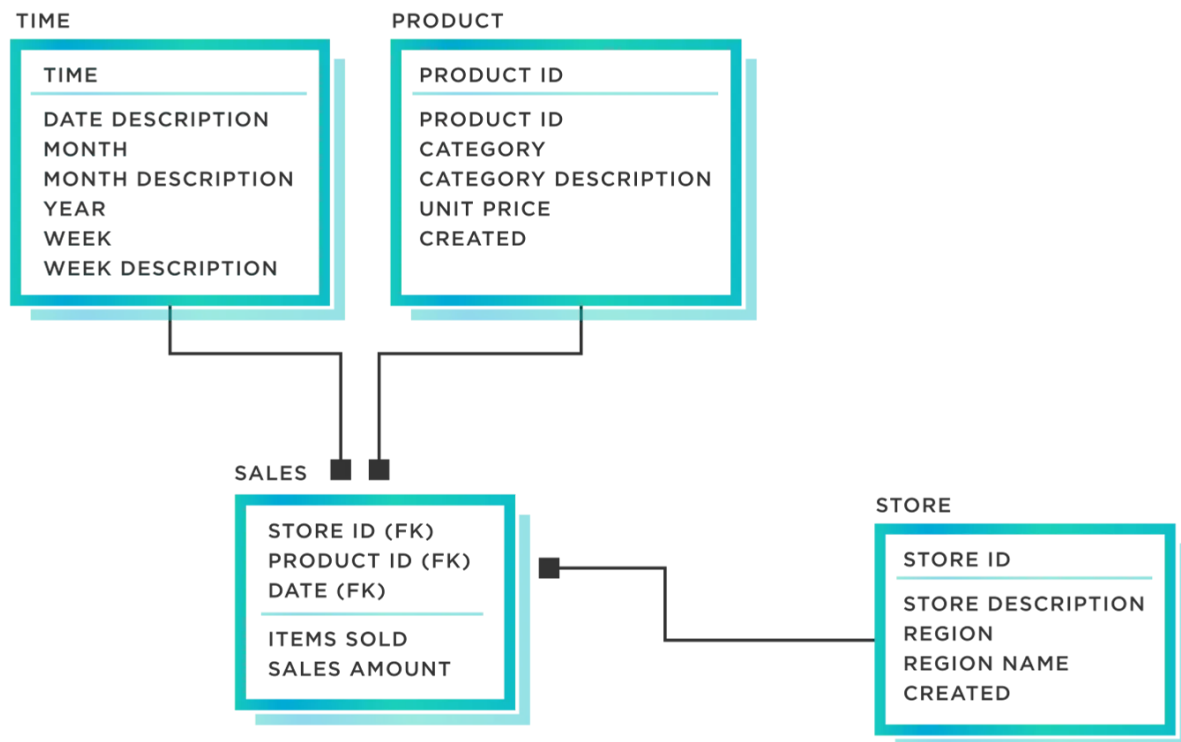 TIME
TIME
DATE DESCRIPTION
MONTH
MONTH DESCRIPTION
YEAR
WEEK
WEEK DESCRIPTION
PRODUCT
PRODUCT ID
PRODUCT ID
CATEGORY
CATEGORY DESCRIPTION
UNIT PRICE
CREATED
SALES
STORE ID (FK)
PRODUCT ID (FK)
DATE (FK)
ITEMS SOLD
SALES AMOUNT
STORE
STORE ID
STORE DESCRIPTION
REGION
REGION NAME
CREATED